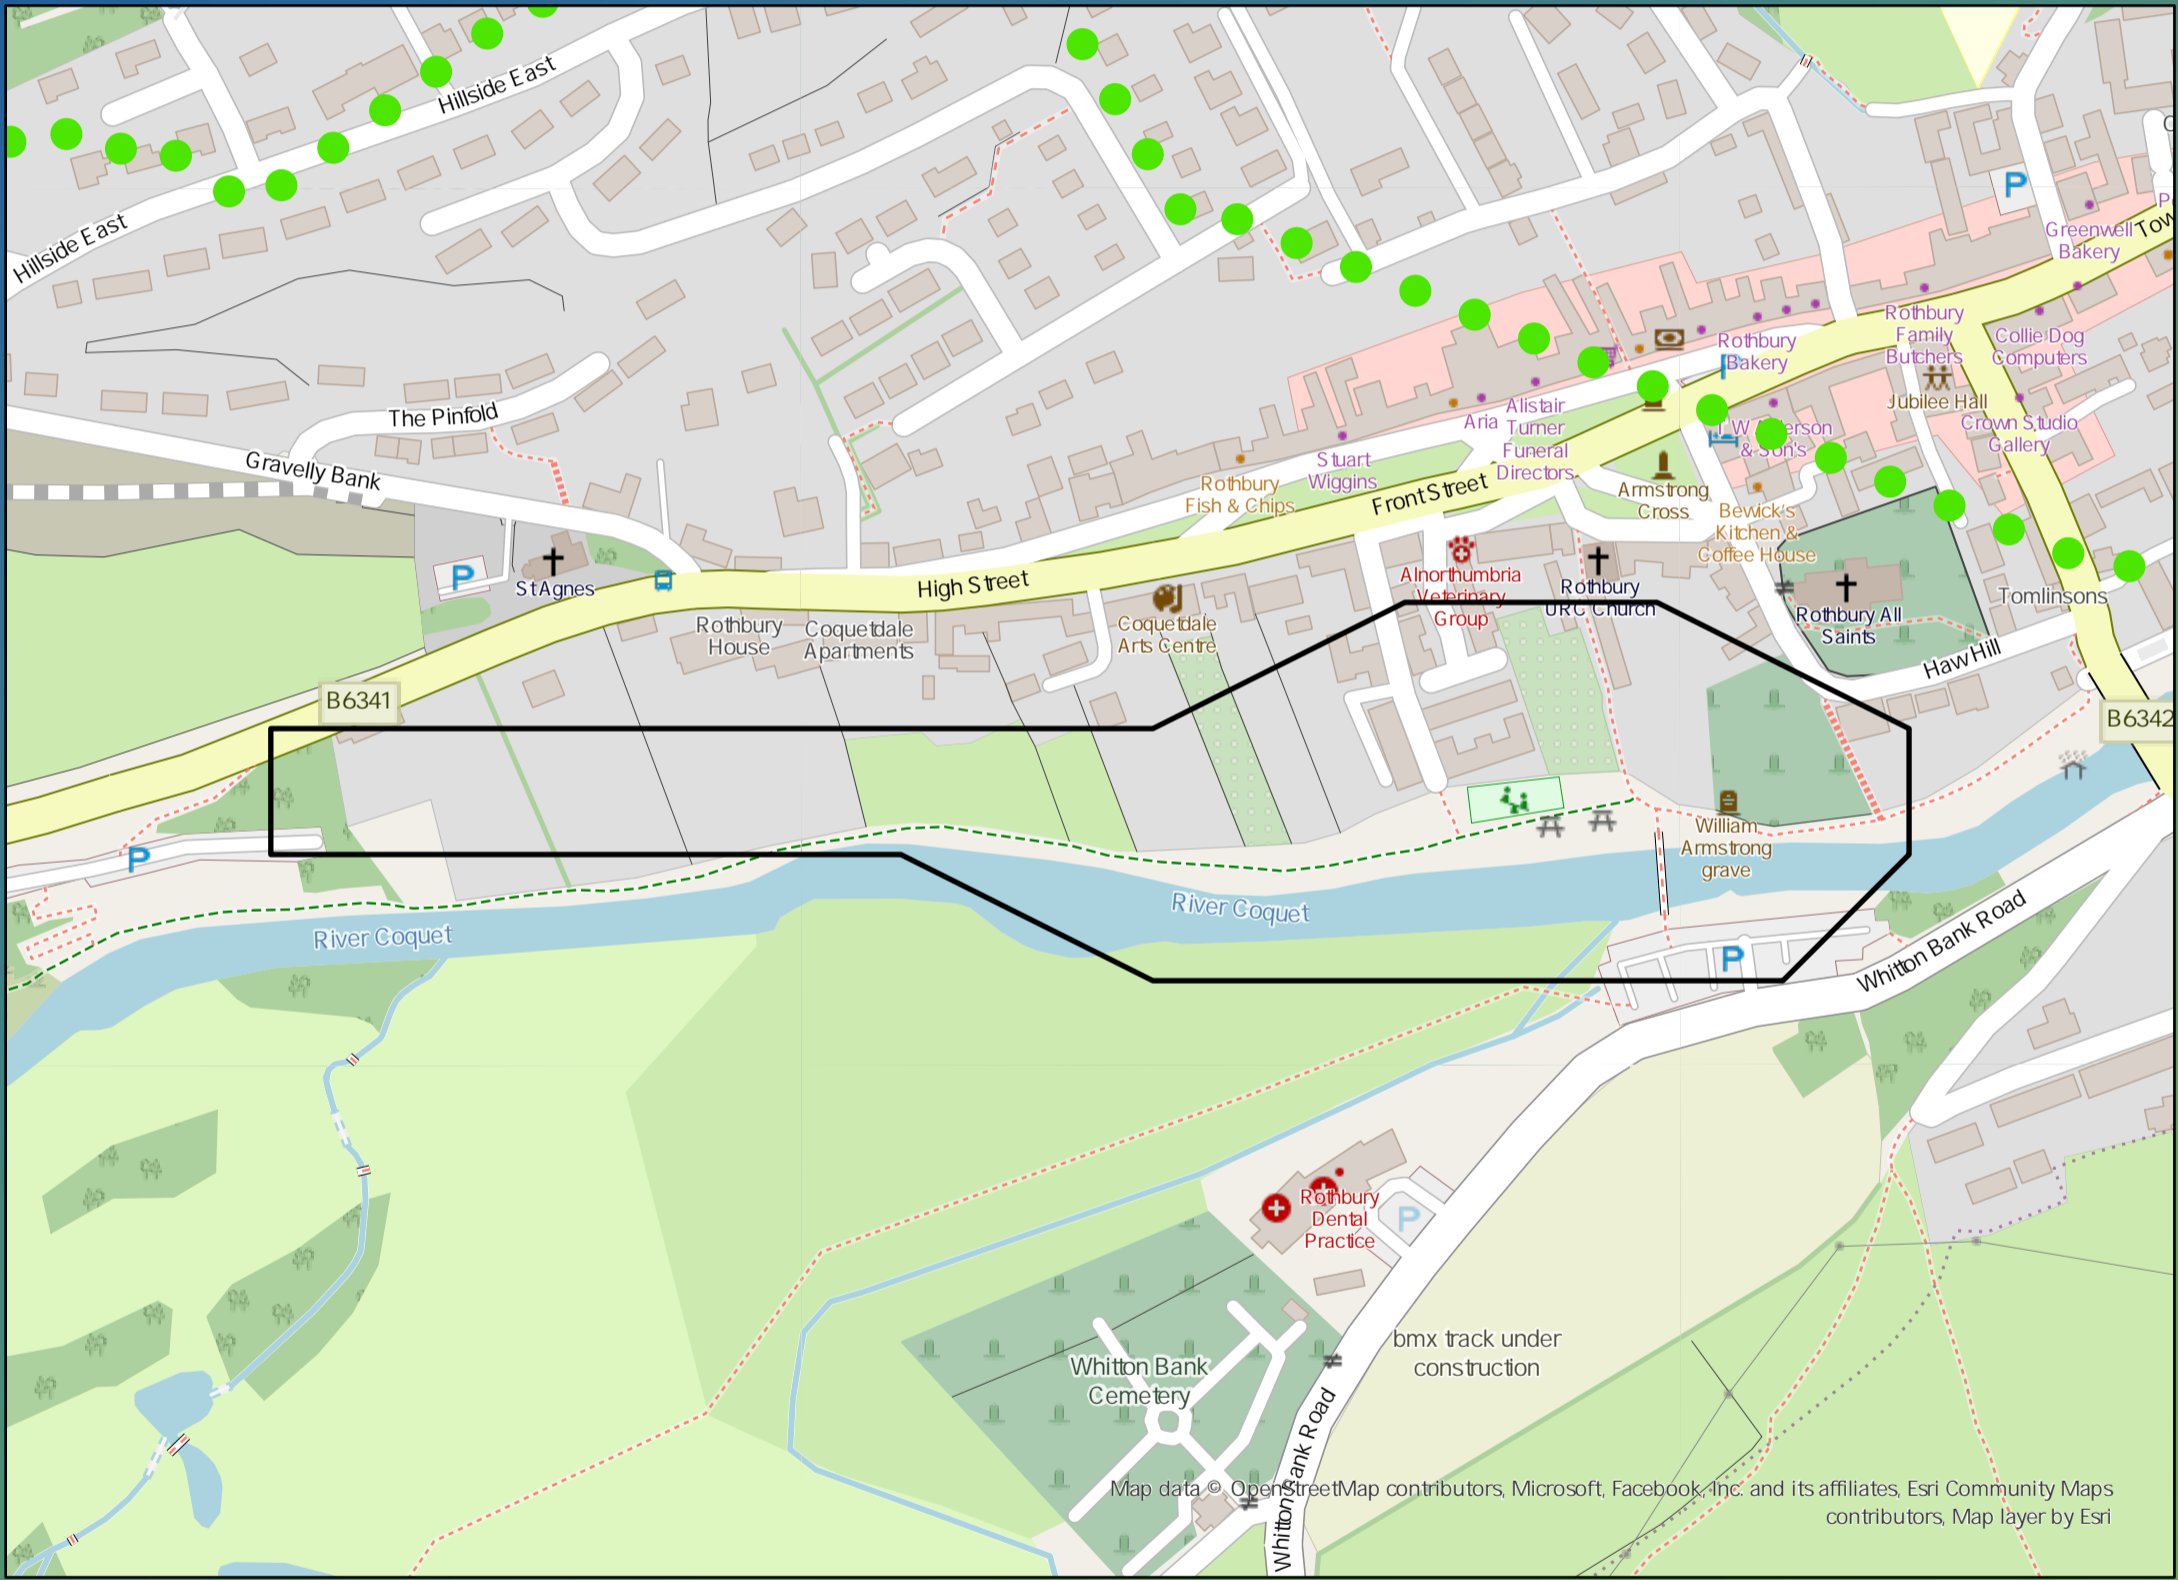 Hillside East
Hillside East
P
Greenwell
Bakery
Rothbury
Family
Butchers
Collie Dog
Computers
Rothbury
Bakery
P
Jubilee Hall
Crown Studio
Gallery
Alistair
Turner
Funeral
Directors
Aria
& Son's
The Pinfold
Gravelly Bank
Stuart
Wiggins
Rothbury
Fish & Chips
Front Street
Armstrong
Cross
Bewick's
Kitchen &
Coffee House
P
St Agnes
High Street
Alnorthumbria
Veterinary
Group
Rothbury
URC Church
Tomlinsons
Rothbury All
Saints
Haw Hill
Rothbury
House
Coquetdale
Apartments
Coquetdale
Arts Centre
B6341
B6342
P
William
Armstrong
grave
River Coquet
River Coquet
P
Whitton Bank Road
Rothbury
Dental
Practice
P
bmx track under
construction
Whitton Bank
Cemetery
Whitton Bank Road
Map data © OpenStreetMap contributors, Microsoft, Facebook, Inc. and its affiliates, Esri Community Maps
contributors, Map layer by Esri